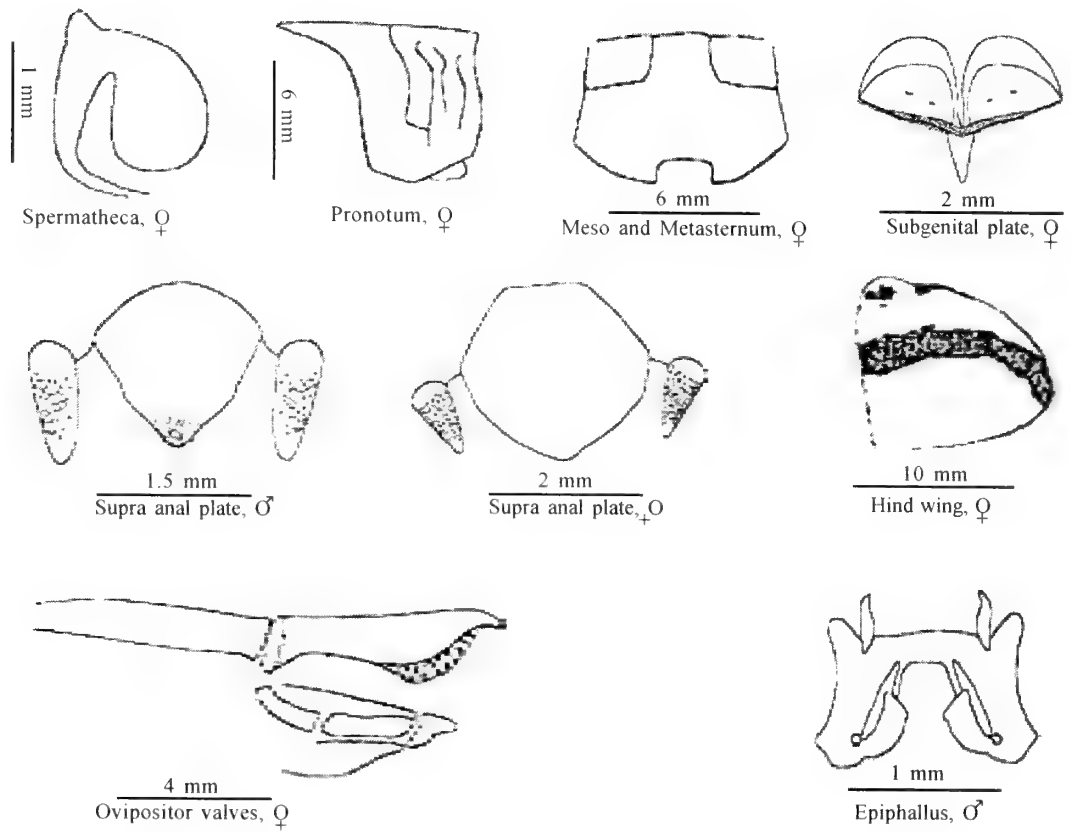 1 mm
Spermatheca, ♀
6 mm
Pronotum, ♀
6 mm
Meso and Metasternum, ♀
2 mm
Subgenital plate, ♀
1.5 mm
Supra anal plate, ♂
2 mm
Supra anal plate, ♀
10 mm
Hind wing, ♀
4 mm
Ovipositor valves, ♀
1 mm
Epiphallus, ♂